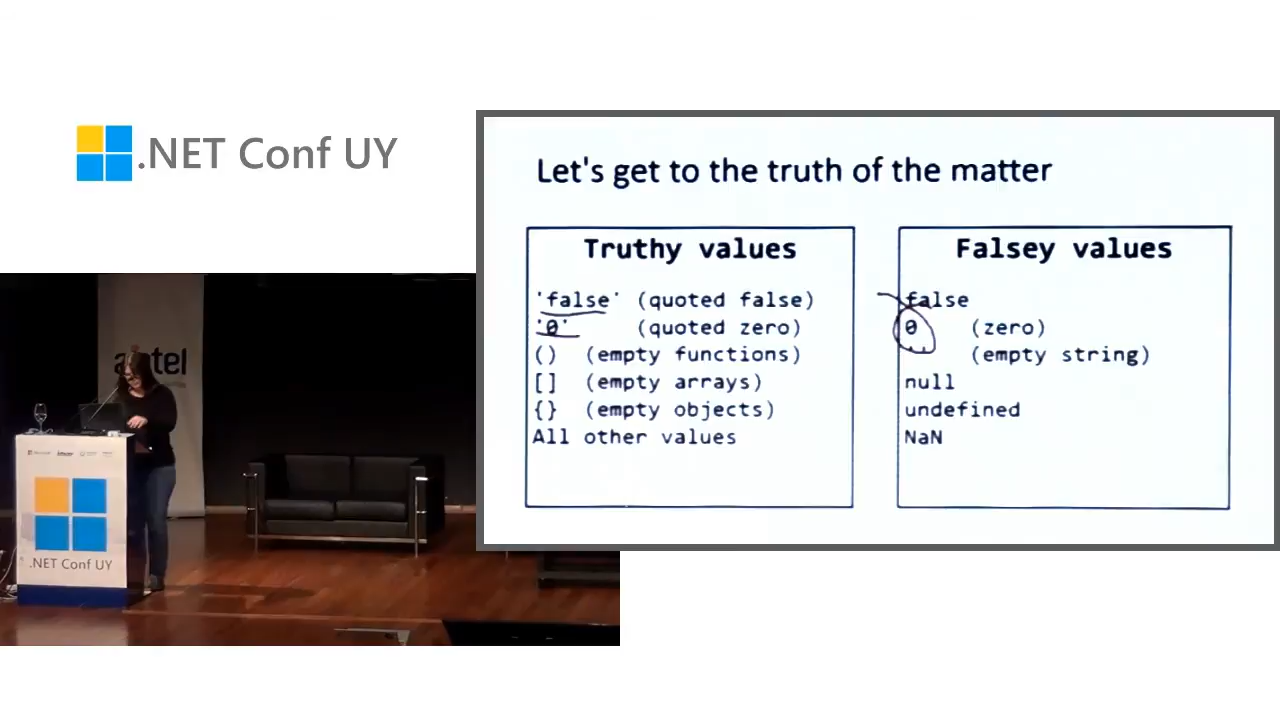 .NET Conf UY
Let's get to the truth of the matter
Truthy values
'false' (quoted false)
'0' (quoted zero)
() (empty functions)
[] (empty arrays)
{} (empty objects)
All other values
Falsey values
false
0 (zero)
(empty string)
null
undefined
NaN
.NET Conf UY